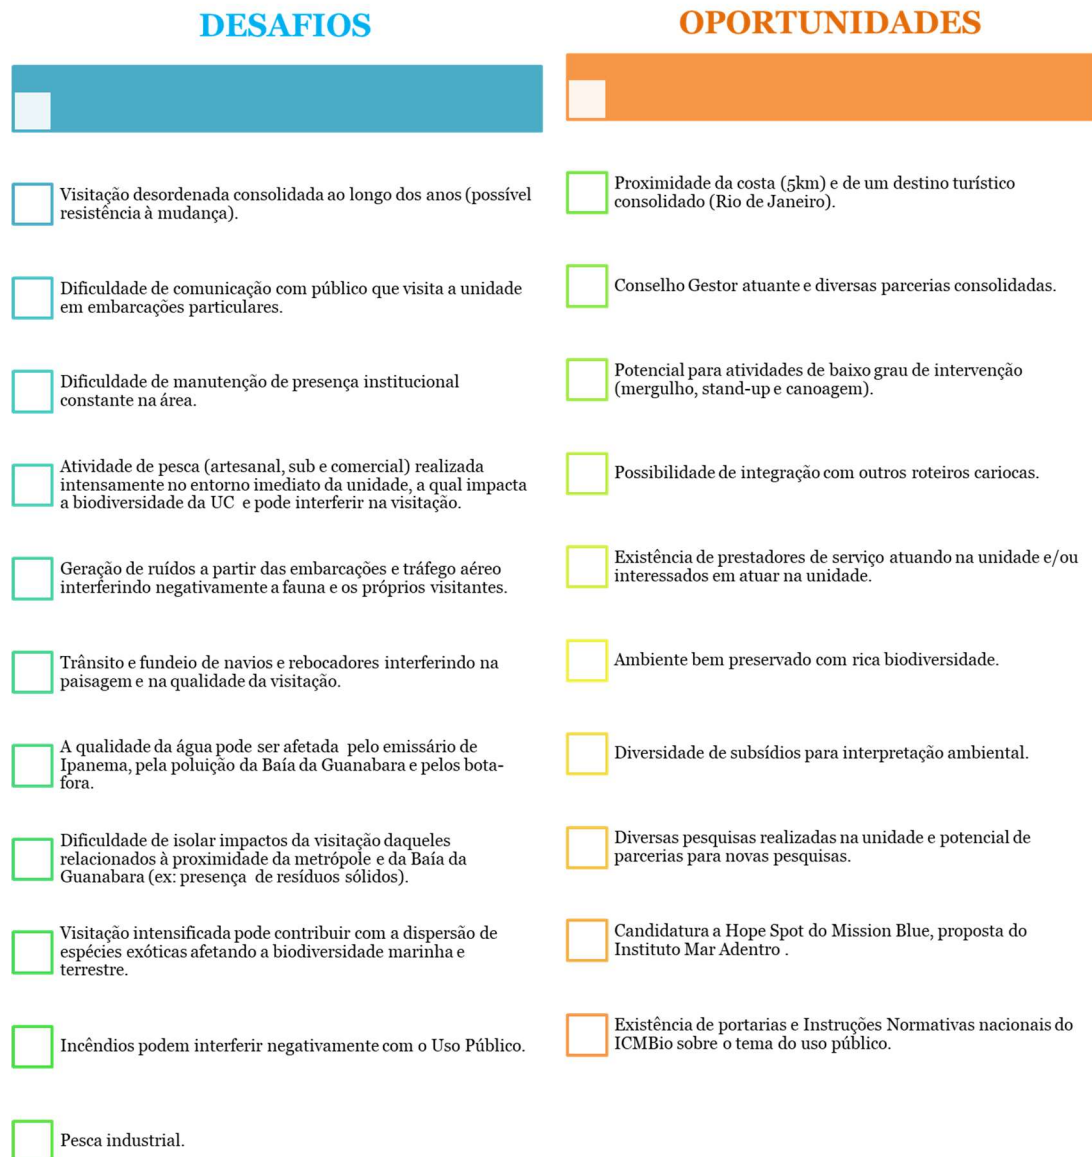 DESAFIOS
Visitação desordenada consolidada ao longo dos anos (possível
resistência à mudança).
Dificuldade de comunicação com público que visita a unidade
em embarcações particulares.
Dificuldade de manutenção de presença institucional
constante na área.
Atividade de pesca (artesanal, sub e comercial) realizada
intensamente no entorno imediato da unidade, a qual impacta
a biodiversidade da UC e pode interferir na visitação.
Geração de ruídos a partir das embarcações e tráfego aéreo
interferindo negativamente a fauna e os próprios visitantes.
Trânsito e fundeio de navios e rebocadores interferindo na
paisagem e na qualidade da visitação.
A qualidade da água pode ser afetada pelo emissário de
Ipanema, pela poluição da Baía da Guanabara e pelos bota-
fora.
Dificuldade de isolar impactos da visitação daqueles
relacionados à proximidade da metrópole e da Baía da
Guanabara (ex: presença de resíduos sólidos).
Visitação intensificada pode contribuir com a dispersão de
espécies exóticas afetando a biodiversidade marinha e
terrestre.
Incêndios podem interferir negativamente com o Uso Público.
Pesca industrial.
OPORTUNIDADES
Proximidade da costa (5km) e de um destino turístico
consolidado (Rio de Janeiro).
Conselho Gestor atuante e diversas parcerias consolidadas.
Potencial para atividades de baixo grau de intervenção
(mergulho, stand-up e canoagem).
Possibilidade de integração com outros roteiros cariocas.
Existência de prestadores de serviço atuando na unidade e/ou
interessados em atuar na unidade.
Ambiente bem preservado com rica biodiversidade.
Diversidade de subsídios para interpretação ambiental.
Diversas pesquisas realizadas na unidade e potencial de
parcerias para novas pesquisas.
Candidatura a Hope Spot do Mission Blue, proposta do
Instituto Mar Adentro .
Existência de portarias e Instruções Normativas nacionais do
ICMBio sobre o tema do uso público.